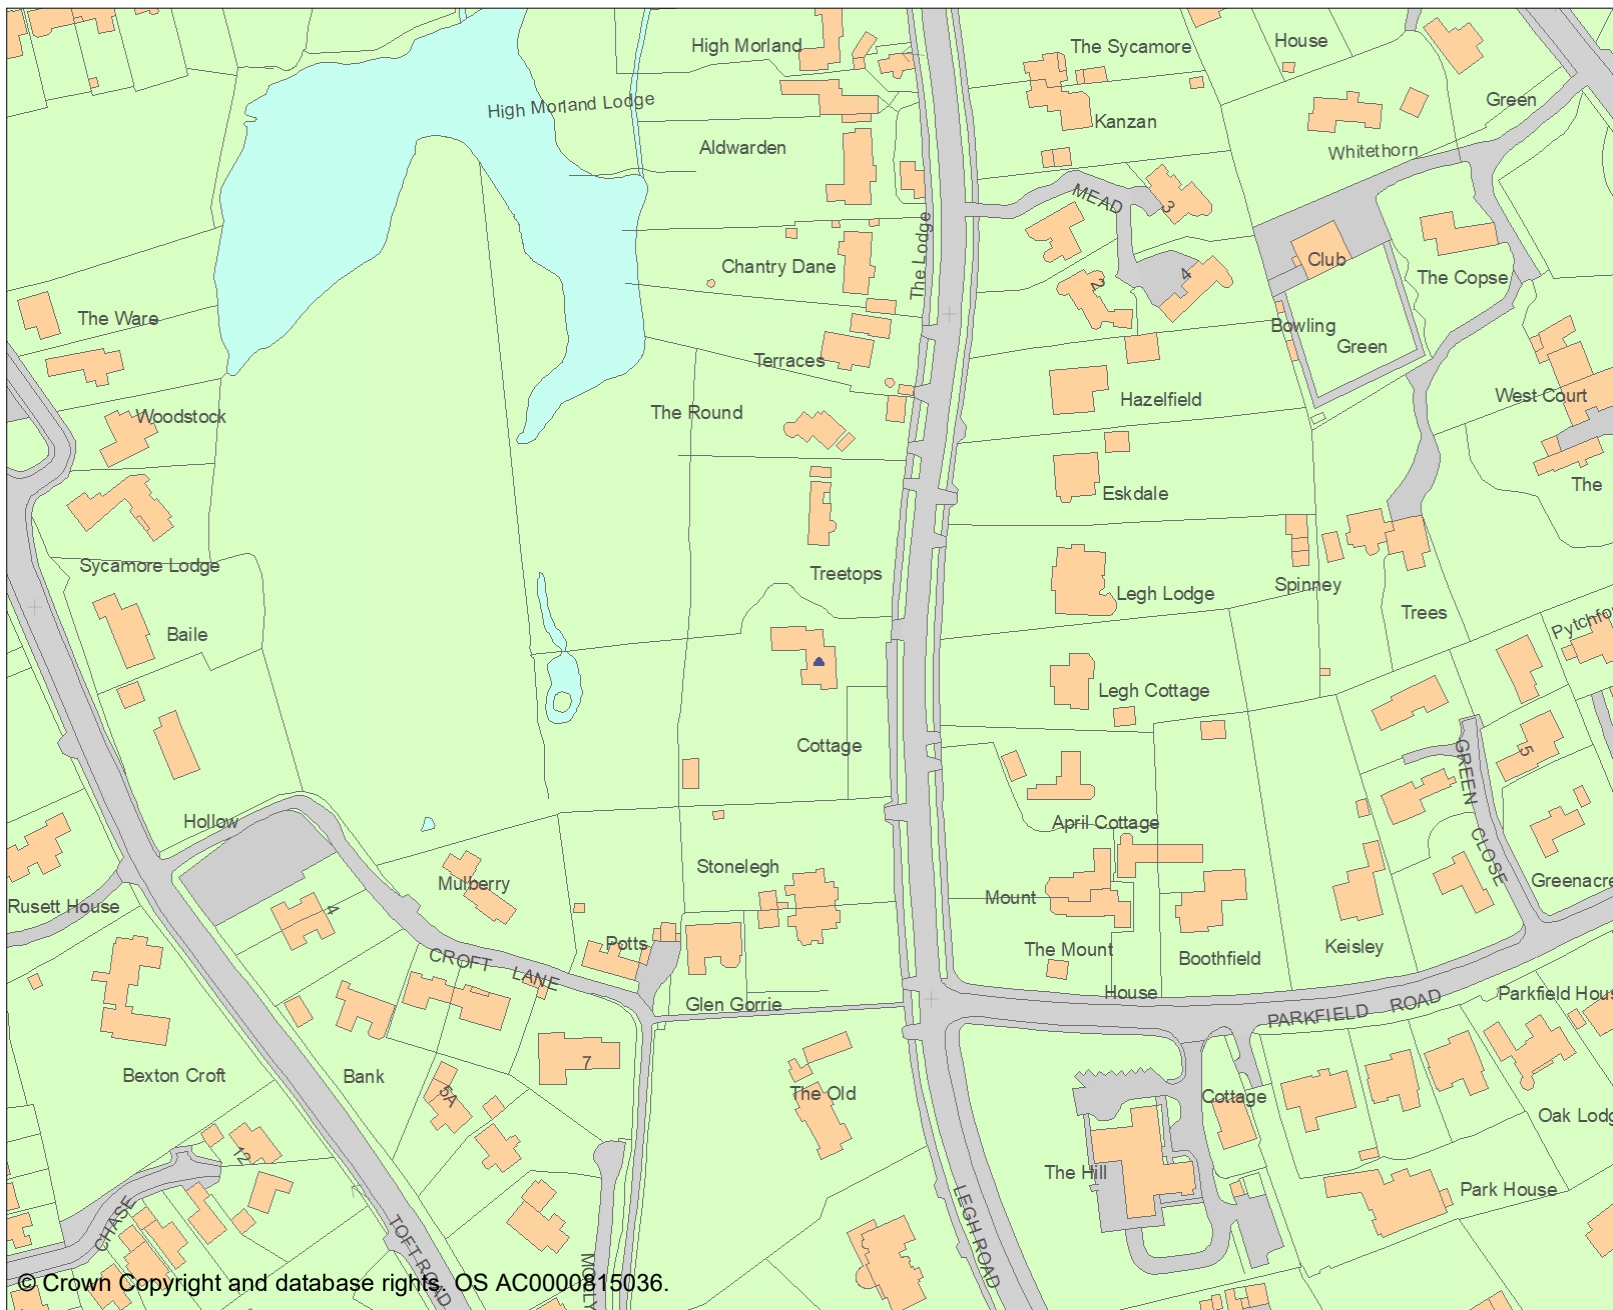 High Morland
The Sycamore
House
High Morland Lodge
Kanzan
Green
Aldwarden
Whitethorn
MEAD
3
The Lodge
Chantry Dane
Club
The Copse
2
4
The Ware
Bowling
Green
Terraces
Woodstock
The Round
Hazelfield
West Court
Eskdale
The
Sycamore Lodge
Treetops
Legh Lodge
Spinney
Trees
Baile
Pytchfo
Legh Cottage
Cottage
GREEN CLOSE
5
Hollow
April Cottage
Stonelegh
Mulberry
Greenacre
Rusett House
4
Mount
Potts
The Mount
House
Boothfield
Keisley
CROFT LANE
Glen Gorrie
PARKFIELD ROAD
Parkfield Hous
Bexton Croft
Bank
7
5A
The Old
Cottage
Oak Lodg
12
The Hill
Park House
CHASE
TOFT ROAD
LEGH ROAD
MOLLY
© Crown Copyright and database rights. OS AC0000815036.